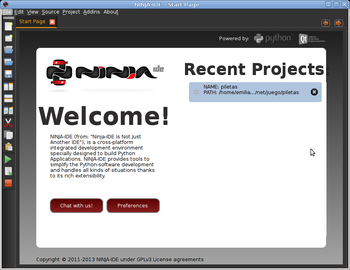 NINJA-IDE - Start Page
File Edit View Source Project Addins About
Start Page
Powered by: python Qt
NINJA IDE
Recent Projects
NAME: piletas
PATH: /home/emilia.../net/juego/piletas
Welcome!
NINJA-IDE (from: "Ninja-IDE Is Not Just
Another IDE"), is a cross-platform
integrated development environment
specially designed to build Python
Applications. NINJA-IDE provides tools to
simplify the Python-software development
and handles all kinds of situations thanks
to its rich extensibility.
Chat with us!
Preferences
Copyright © 2011-2013 NINJA-IDE under GPLv3 License agreements